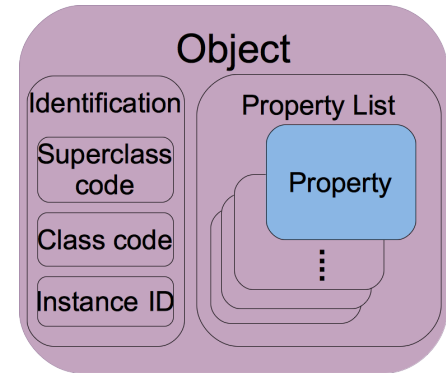 Object
Identification
Superclass
code
Class code
Instance ID
Property List
Property